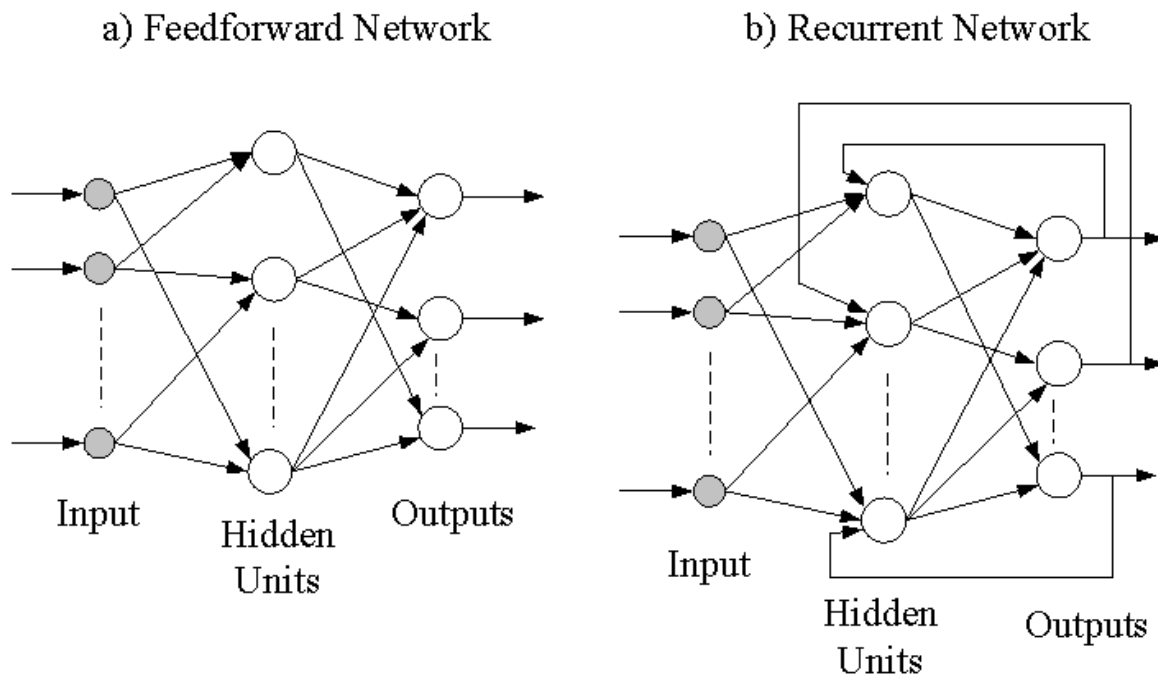 a) Feedforward Network
Input
Hidden
Units
Outputs
b) Recurrent Network
Input
Hidden
Units
Outputs